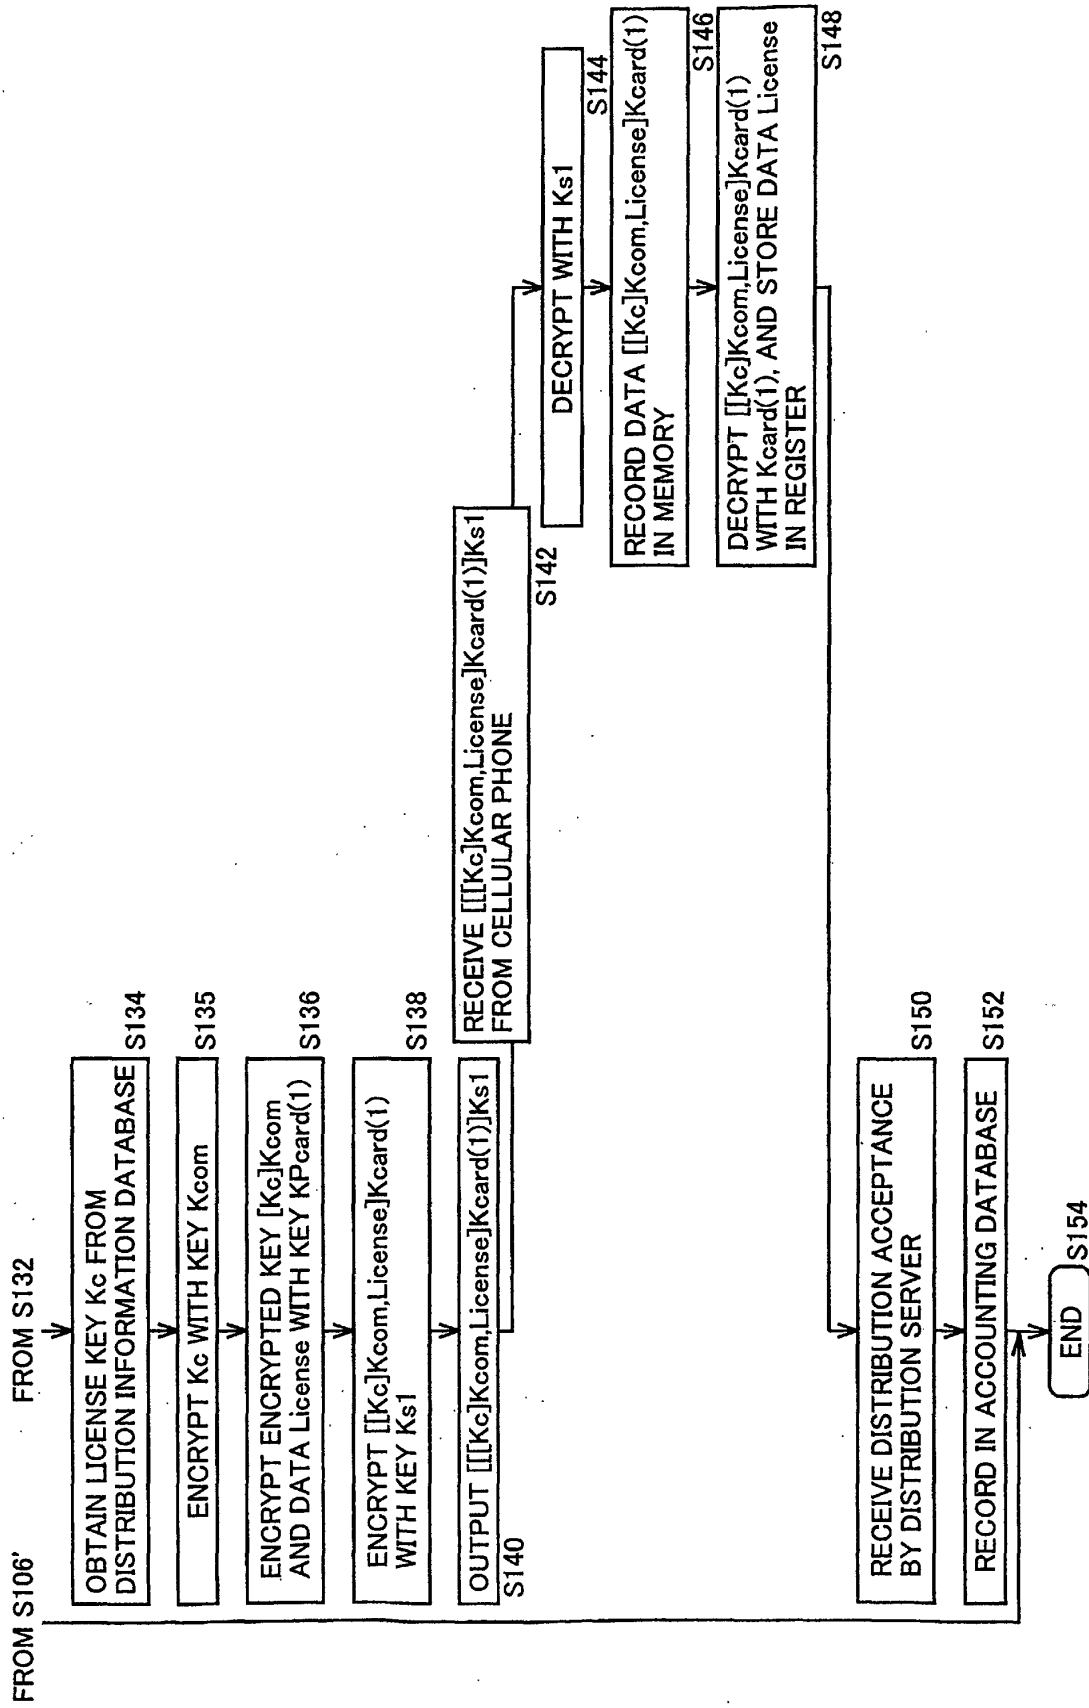 FROM S106'
FROM S132
OBTAIN LICENSE KEY Kc FROM
DISTRIBUTION INFORMATION DATABASE
S134
ENCRYPT Kc WITH KEY Kcom
S135
ENCRYPT ENCRYPTED KEY [Kc]Kcom
AND DATA License WITH KEY KPcard(1)
S136
ENCRYPT [[Kc]Kcom,License]Kcard(1)
WITH KEY Ks1
S138
OUTPUT [[[Kc]Kcom,License]Kcard(1)]Ks1
S140
RECEIVE [[[Kc]Kcom,License]Kcard(1)]Ks1
FROM CELLULAR PHONE
S142
DECRYPT WITH Ks1
S144
RECORD DATA [[Kc]Kcom,License]Kcard(1)
IN MEMORY
S146
DECRYPT [[Kc]Kcom,License]Kcard(1)
WITH Kcard(1), AND STORE DATA License
IN REGISTER
S148
RECEIVE DISTRIBUTION ACCEPTANCE
BY DISTRIBUTION SERVER
S150
RECORD IN ACCOUNTING DATABASE
S152
END
S154